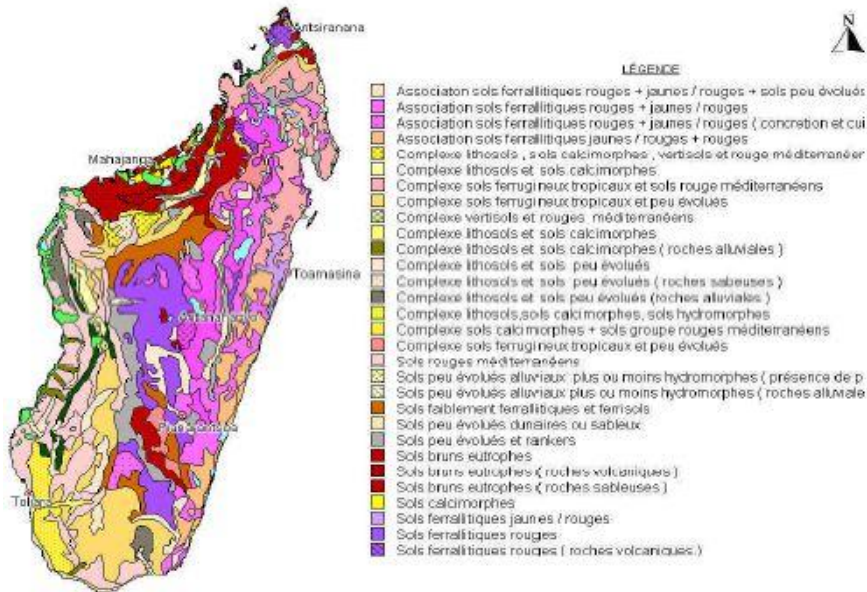 Antsiranana
N
Mahajanga
Toamasina
Antananarivo
Fianarantsoa
Toliara
LÉGENDE
Associaton sols ferrallitiques rouges + jaunes / rouges + sols peu évolués
Association sols ferrallitiques rouges + jaunes / rouges
Association sols ferrallitiques rouges + jaunes / rouges ( concretion et cui
Association sols ferrallitiques jaunes / rouges + rouges
Complexe lithosols , sols calcimorphes , vertisols et rouge méditerranéen
Complexe lithosols et sols calcimorphes
Complexe sols ferrugineux tropicaux et sols rouge méditerranéens
Complexe sols ferrugineux tropicaux et peu évolués
Complexe vertisols et rouges méditerranéens
Complexe lithosols et sols calcimorphes
Complexe lithosols et sols calcimorphes ( roches alluviales )
Complexe lithosols et sols peu évolués
Complexe lithosols et sols peu évolués ( roches sabeuses )
Complexe lithosols et sols peu évolués (roches alluviales )
Complexe lithosols,sols calcimorphes, sols hydromorphes
Complexe sols calcimorphes + sols groupe rouges méditerranéens
Complexe sols ferrugineux tropicaux et peu évolués
Sols rouges méditerranéens
Sols peu évolués alluviaux plus ou moins hydromorphes ( présence de p
Sols peu évolués alluviaux plus ou moins hydromorphes ( roches alluviale
Sols faiblement ferrallitiques et ferrisols
Sols peu évolués dunaires ou sableux
Sols peu évolués et rankers
Sols bruns eutrophes
Sols bruns eutrophes ( roches volcaniques )
Sols bruns eutrophes ( roches sableuses )
Sols calcimorphes
Sols ferrallitiques jaunes / rouges
Sols ferrallitiques rouges
Sols ferrallitiques rouges ( roches volcaniques )